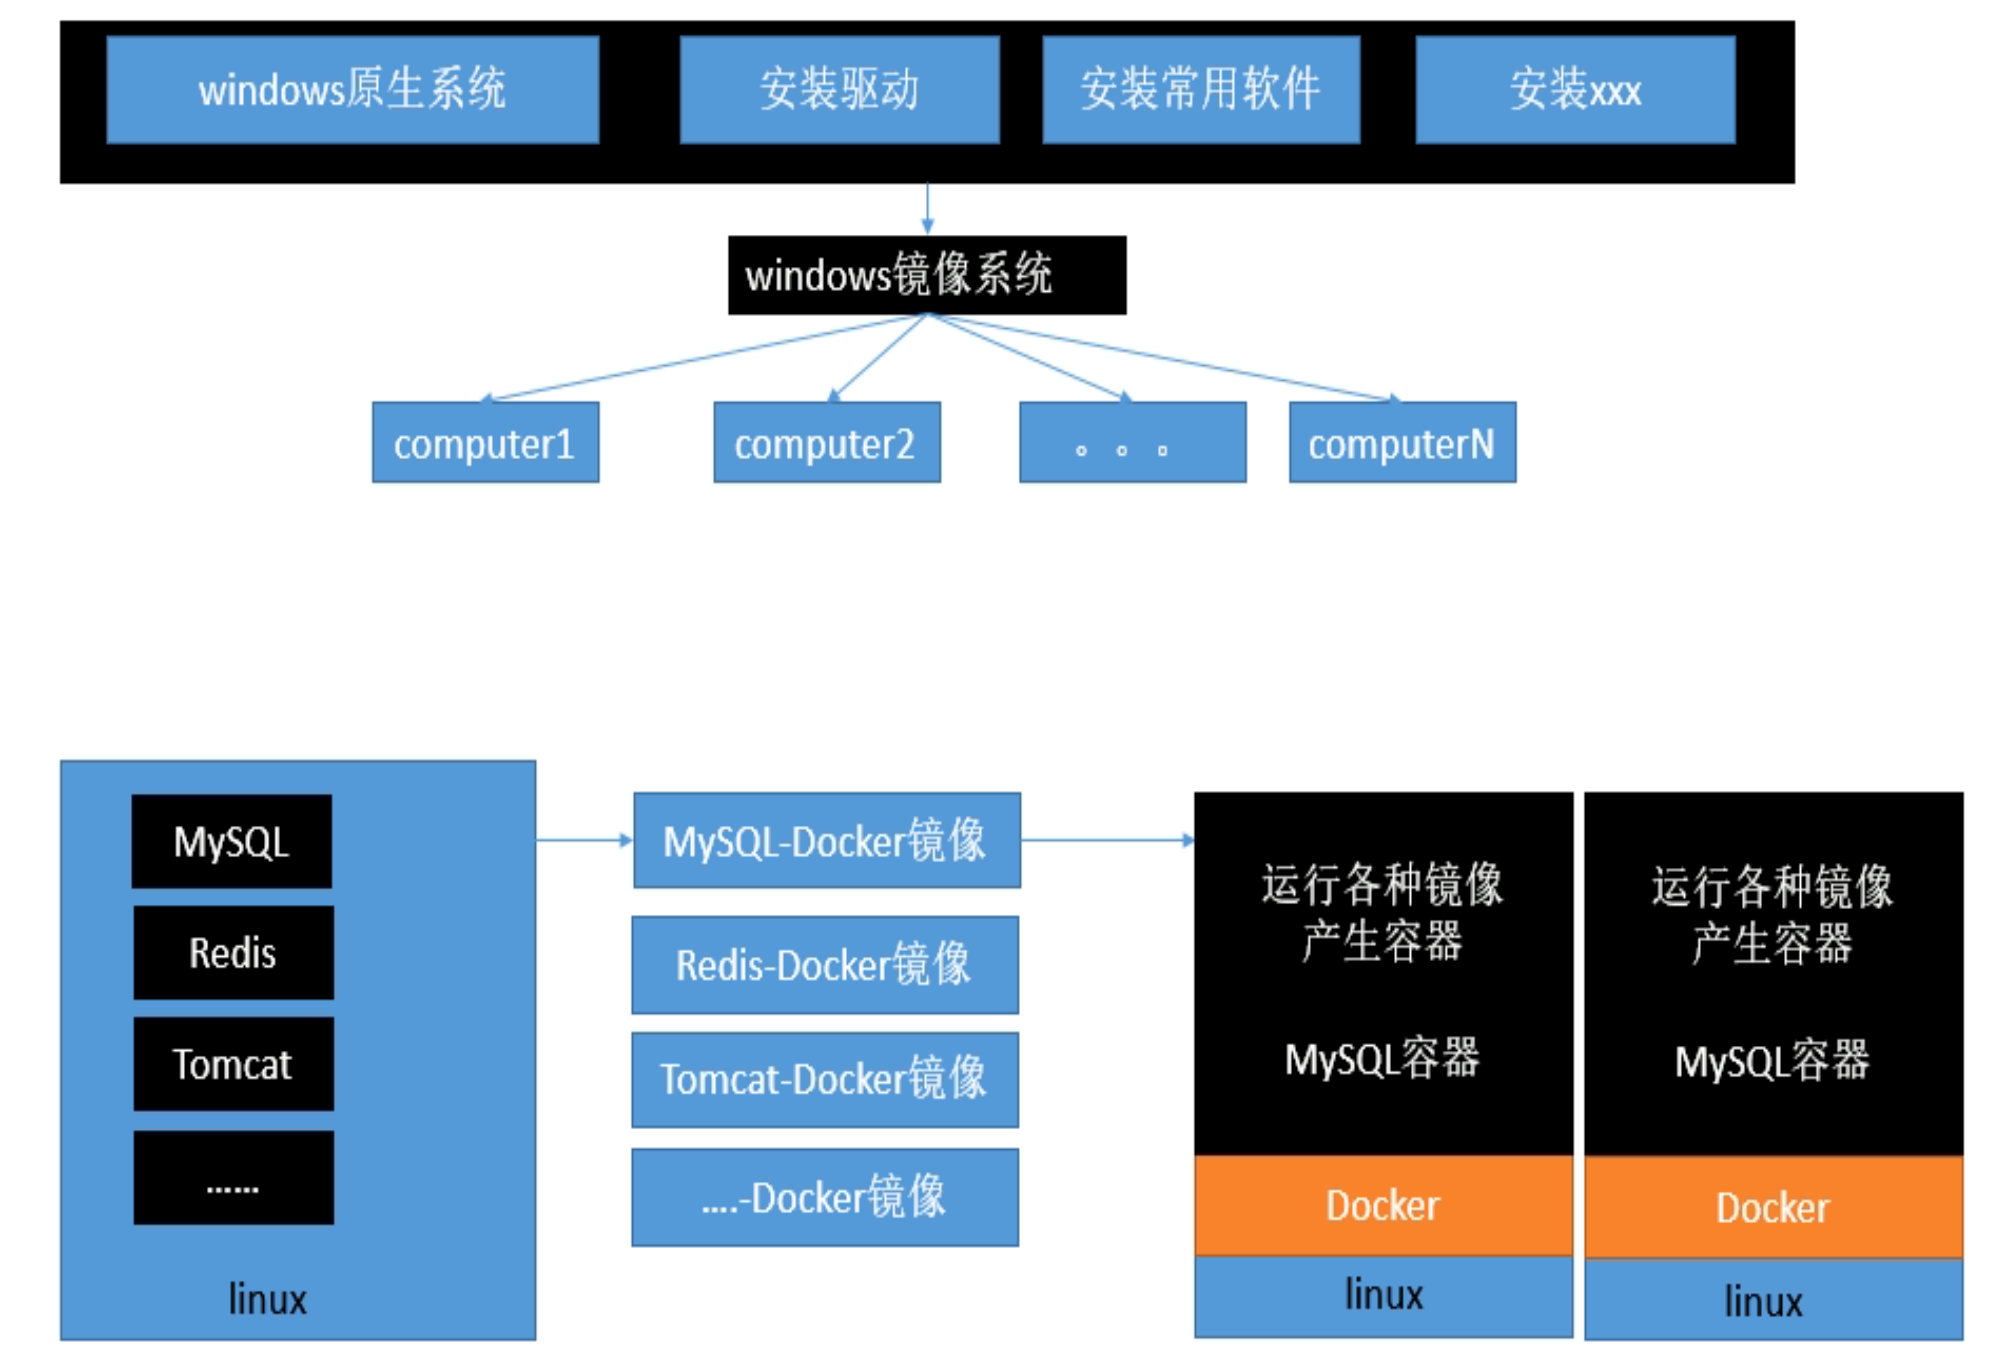 windows原生系统
安装驱动
安装常用软件
安装xxx
windows镜像系统
computer1
computer2
。。。
computerN
MySQL
Redis
Tomcat
......
linux
MySQL-Docker镜像
Redis-Docker镜像
Tomcat-Docker镜像
....-Docker镜像
运行各种镜像
产生容器
MySQL容器
Docker
linux
运行各种镜像
产生容器
MySQL容器
Docker
linux